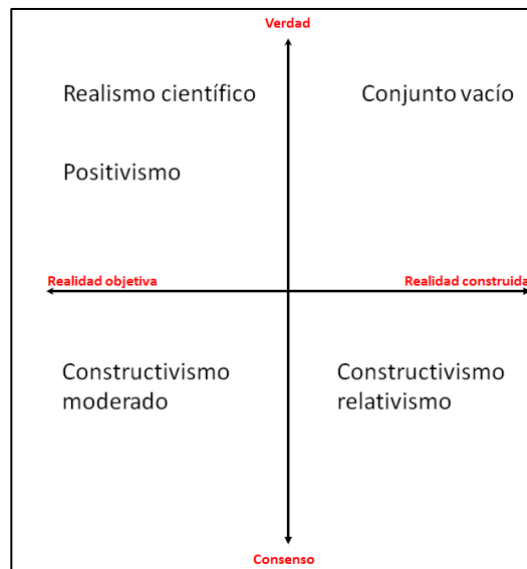 Verdad
Realismo científico
Conjunto vacío
Positivismo
Realidad objetiva
Realidad construida
Constructivismo
moderado
Constructivismo
relativismo
Consenso